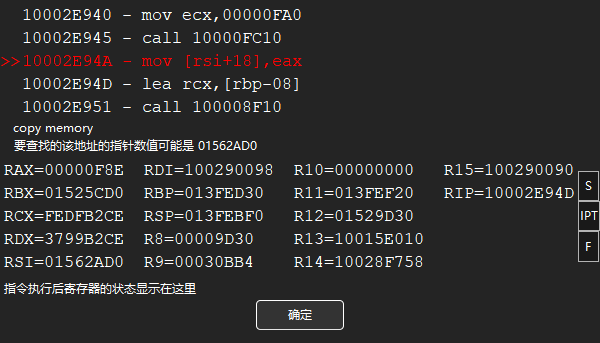 10002E940 - mov ecx,00000FA0
10002E945 - call 10000FC10
>>10002E94A - mov [rsi+18],eax
10002E94D - lea rcx,[rbp-08]
10002E951 - call 100008F10
copy memory
要查找的该地址的指针数值可能是 01562AD0
RAX=00000F8E RDI=100290098 R10=00000000 R15=100290090
RBX=01525CD0 RBP=013FED30 R11=013FEF20 RIP=10002E94D
RCX=FEDFB2CE RSP=013FEBF0 R12=01529D30
RDX=3799B2CE R8=00009D30 R13=10015E010
RSI=01562AD0 R9=00030BB4 R14=10028F758
S
IPT
F
指令执行后寄存器的状态显示在这里
确定